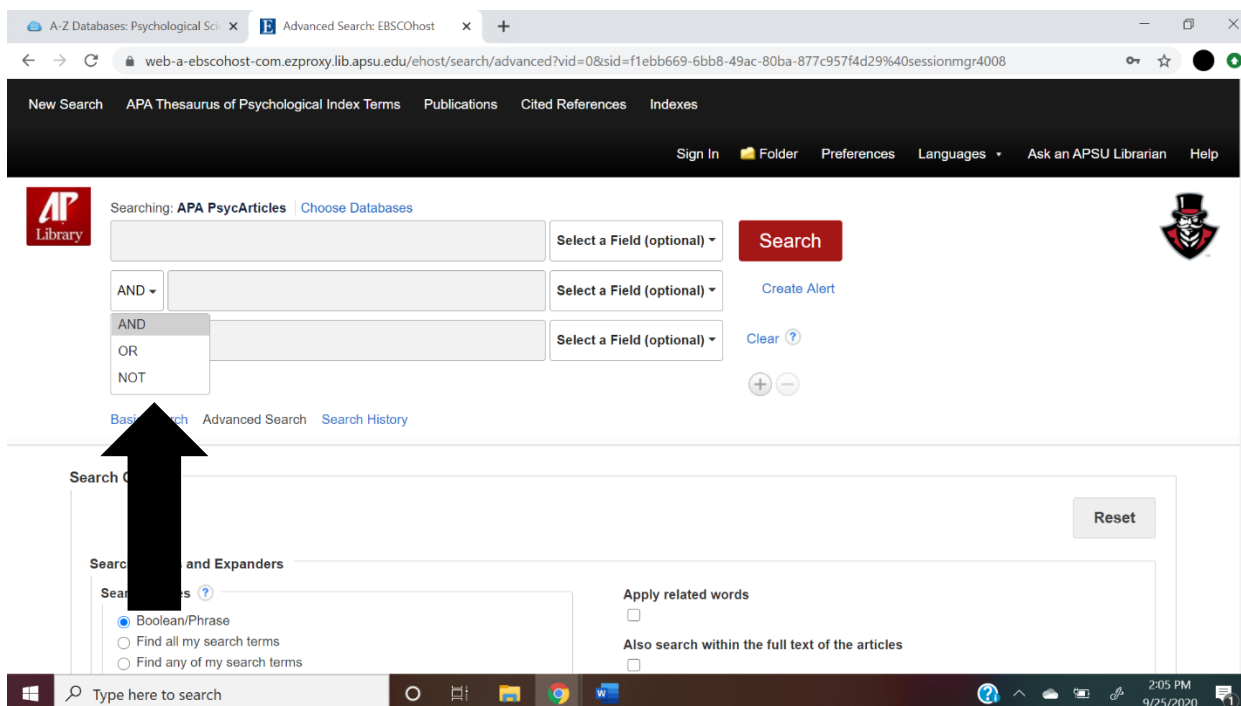 A-Z Databases: Psychological Sci
Advanced Search: EBSCOhost
web-a-ebscohost-com.ezproxy.lib.apsu.edu/ehost/search/advanced?vid=0&sid=f1ebb669-6bb8-49ac-80ba-877c957f4d29%40sessionmgr4008
New Search APA Thesaurus of Psychological Index Terms Publications Cited References Indexes
Sign In Folder Preferences Languages Ask an APSU Librarian Help
AP
Library
Searching: APA PsycArticles Choose Databases
Select a Field (optional) Search
AND Select a Field (optional) Create Alert
AND
OR
NOT
Select a Field (optional) Clear ?
Advanced Search Search History
Search
Reset
and Expanders
?
Boolean/Phrase
Find all my search terms
Find any of my search terms
Apply related words
Also search within the full text of the articles
Type here to search
2:05 PM
9/25/2020